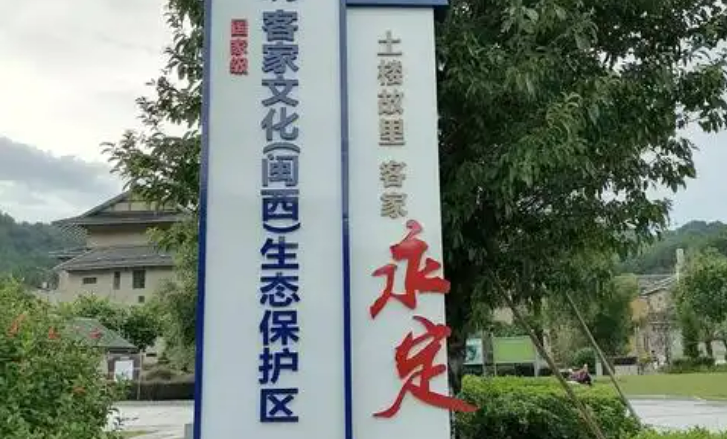 国家级
客家文化(闽西)生态保护区
土楼故里 客家
永定